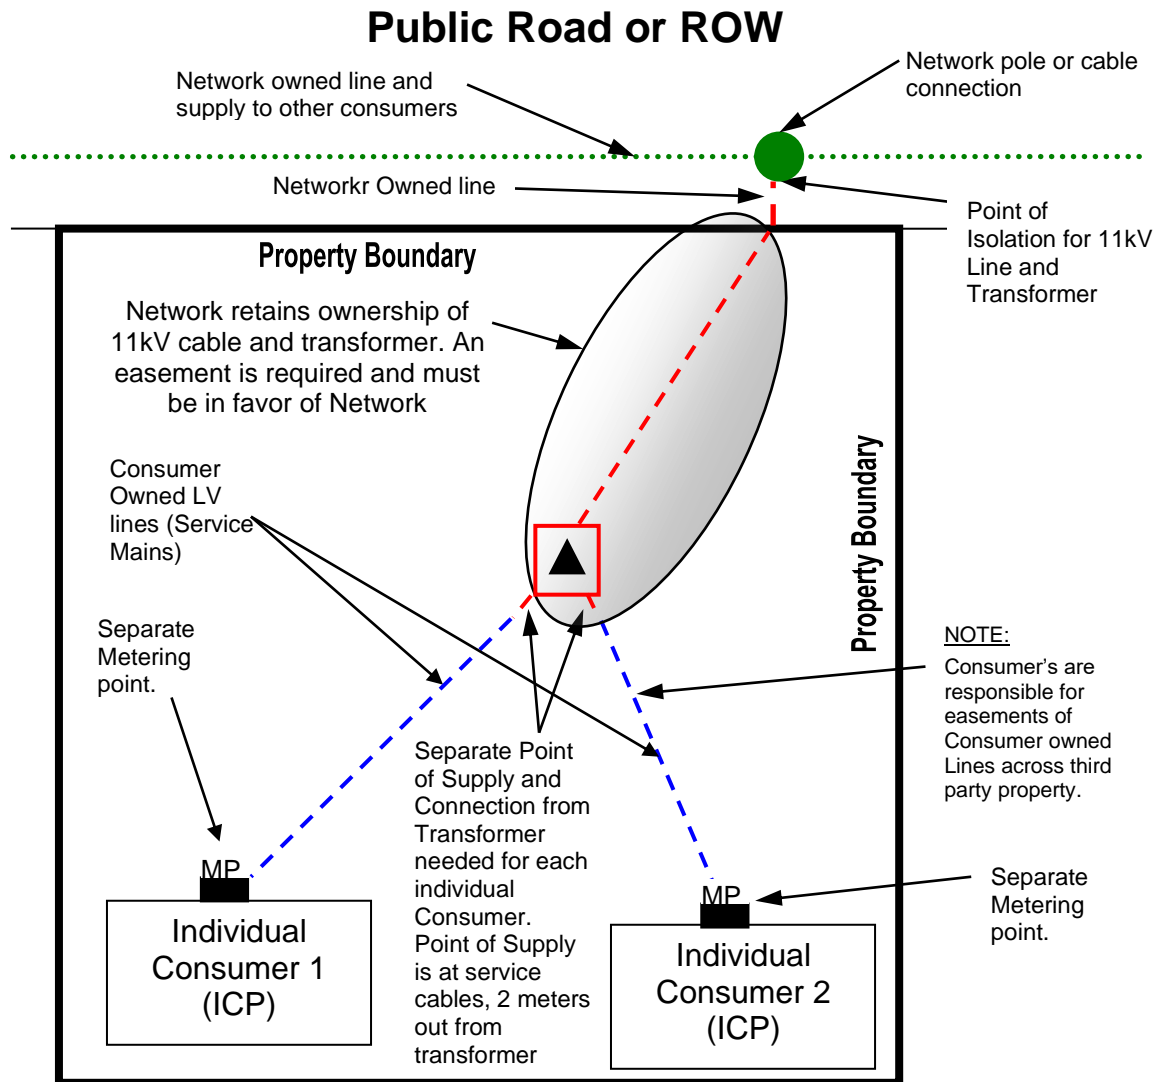 Public Road or ROW
Network owned line and
supply to other consumers
Network pole or cable
connection
Networkr Owned line
Point of
Isolation for 11kV
Line and
Transformer
Property Boundary
Network retains ownership of
11kV cable and transformer. An
easement is required and must
be in favor of Network
Property Boundary
Consumer
Owned LV
lines (Service
Mains)
Separate
Metering
point.
NOTE:
Consumer’s are
responsible for
easements of
Consumer owned
Lines across third
party property.
Separate Point
of Supply and
Connection from
Transformer
needed for each
individual
Consumer.
Point of Supply
is at service
cables, 2 meters
out from
transformer
MP
Individual
Consumer 1
(ICP)
MP
Individual
Consumer 2
(ICP)
Separate
Metering
point.